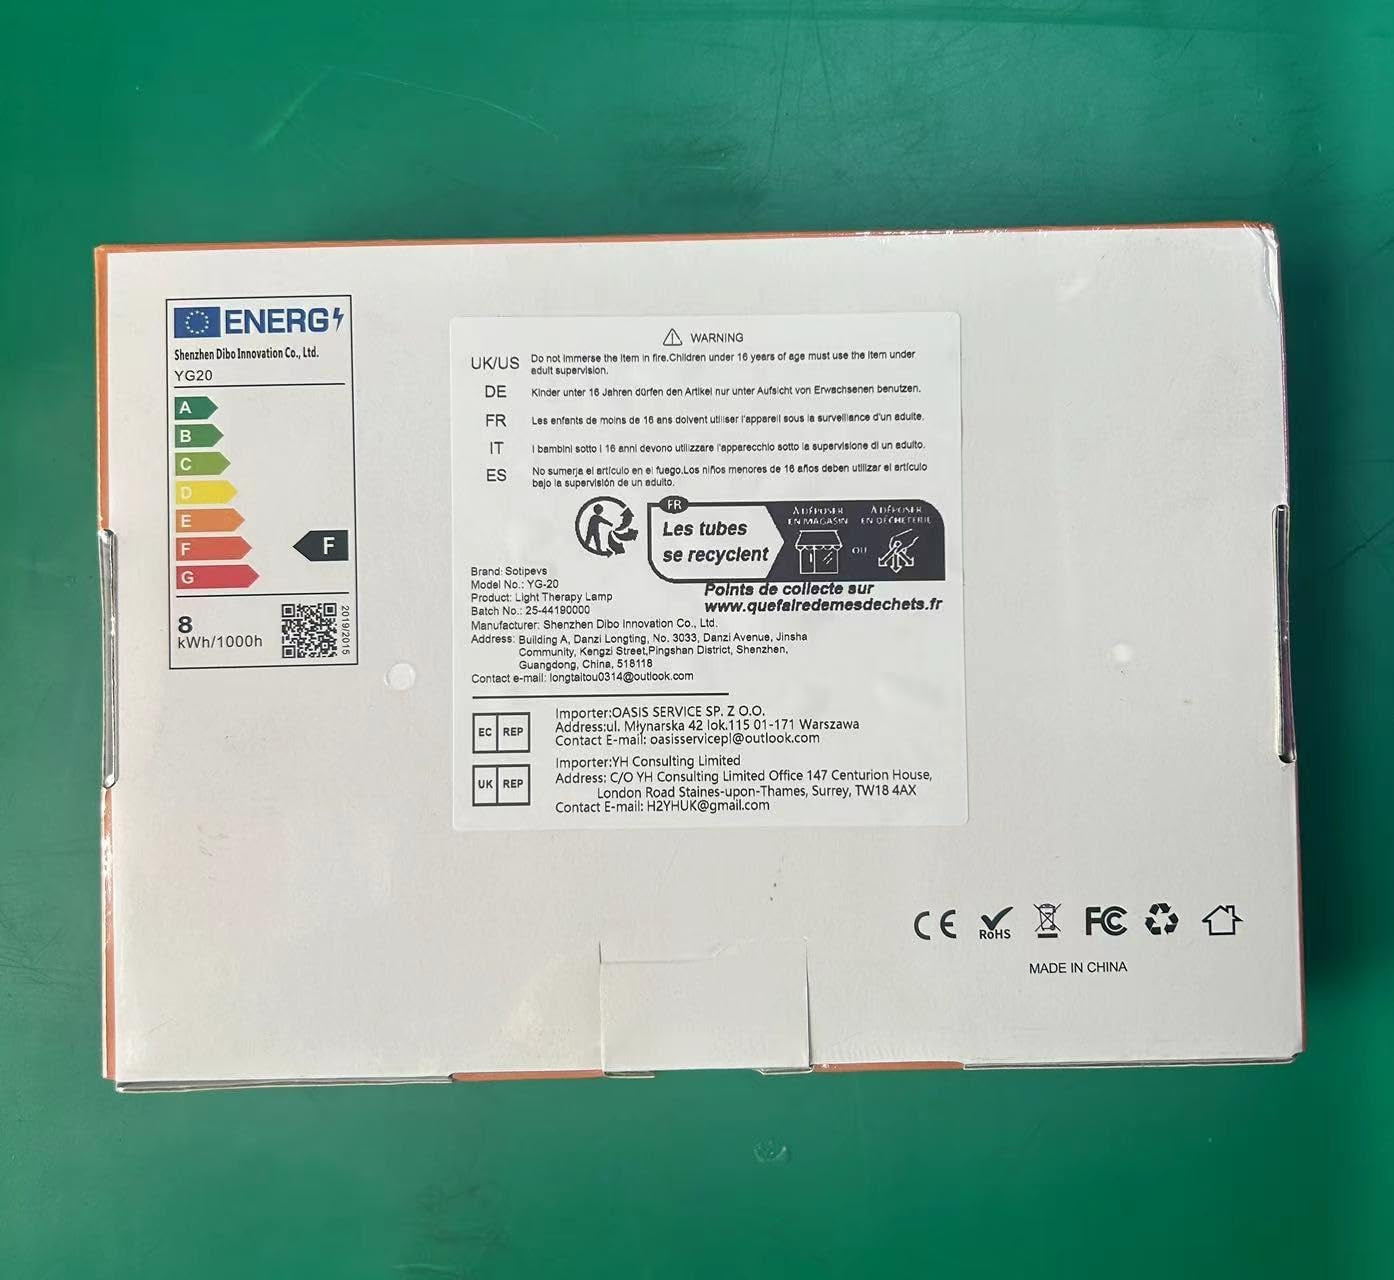 ENERG
Shenzhen Dibo Innovation Co., Ltd.
YG20
A
B
C
D
E
F
G
F
8
kWh/1000h
2019/2015
WARNING
UK/US
Do not immerse the item in fire.Children under 16 years of age must use the item under
adult supervision.
DE
Kinder unter 16 Jahren dürfen den Artikel nur unter Aufsicht von Erwachsenen benutzen.
FR
Les enfants de moins de 16 ans doivent utiliser l'appareil sous la surveillance d'un adulte.
IT
I bambini sotto i 16 anni devono utilizzare l'apparecchio sotto la supervisione di un adulto.
ES
No sumerja el artículo en el fuego.Los niños menores de 16 años deben utilizar el artículo
bajo la supervisión de un adulto.
FR
Les tubes
se recyclent
À DÉPOSER
EN MAGASIN
OU
À DÉPOSER
EN DÉCHÈTERIE
Points de collecte sur
www.quefairedemesdechets.fr
Brand: Sotipevs
Model No.: YG-20
Product: Light Therapy Lamp
Batch No.: 25-44190000
Manufacturer: Shenzhen Dibo Innovation Co., Ltd.
Address: Building A, Danzi Longting, No. 3033, Danzi Avenue, Jinsha
Community, Kengzi Street,Pingshan District, Shenzhen,
Guangdong, China, 518118
Contact e-mail: longtaitou0314@outlook.com
EC REP
Importer:OASIS SERVICE SP. Z O.O.
Address:ul. Młynarska 42 lok.115 01-171 Warszawa
Contact E-mail: oasisservicepl@outlook.com
UK REP
Importer:YH Consulting Limited
Address: C/O YH Consulting Limited Office 147 Centurion House,
London Road Staines-upon-Thames, Surrey, TW18 4AX
Contact E-mail: H2YHUK@gmail.com
CE
RoHS
FC
MADE IN CHINA